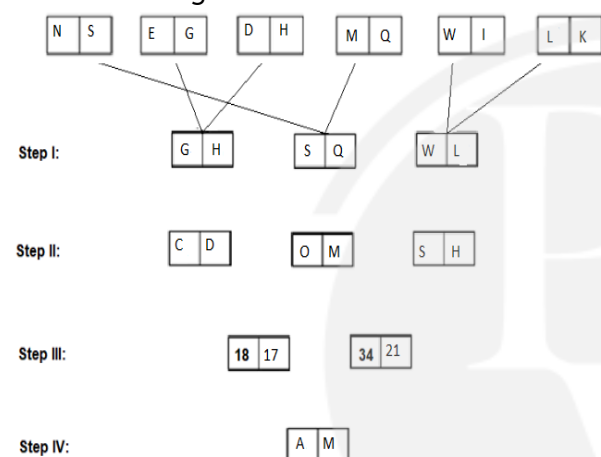 N S E G D H M Q W I L K
Step I: G H S Q W L
Step II: C D O M S H
Step III: 18 17 34 21
Step IV: A M